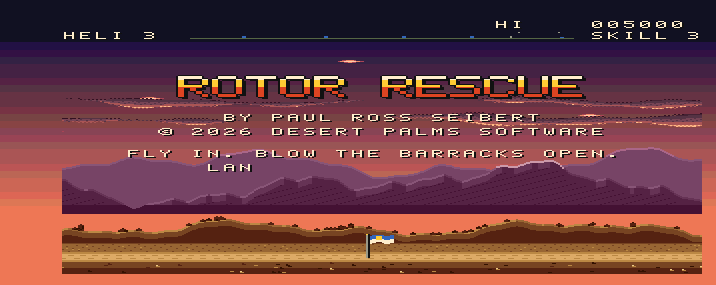 HI 005000
HELI 3 SKILL 3
ROTOR RESCUE
BY PAUL ROSS SEIBERT
© 2026 DESERT PALMS SOFTWARE
FLY IN. BLOW THE BARRACKS OPEN.
LAN